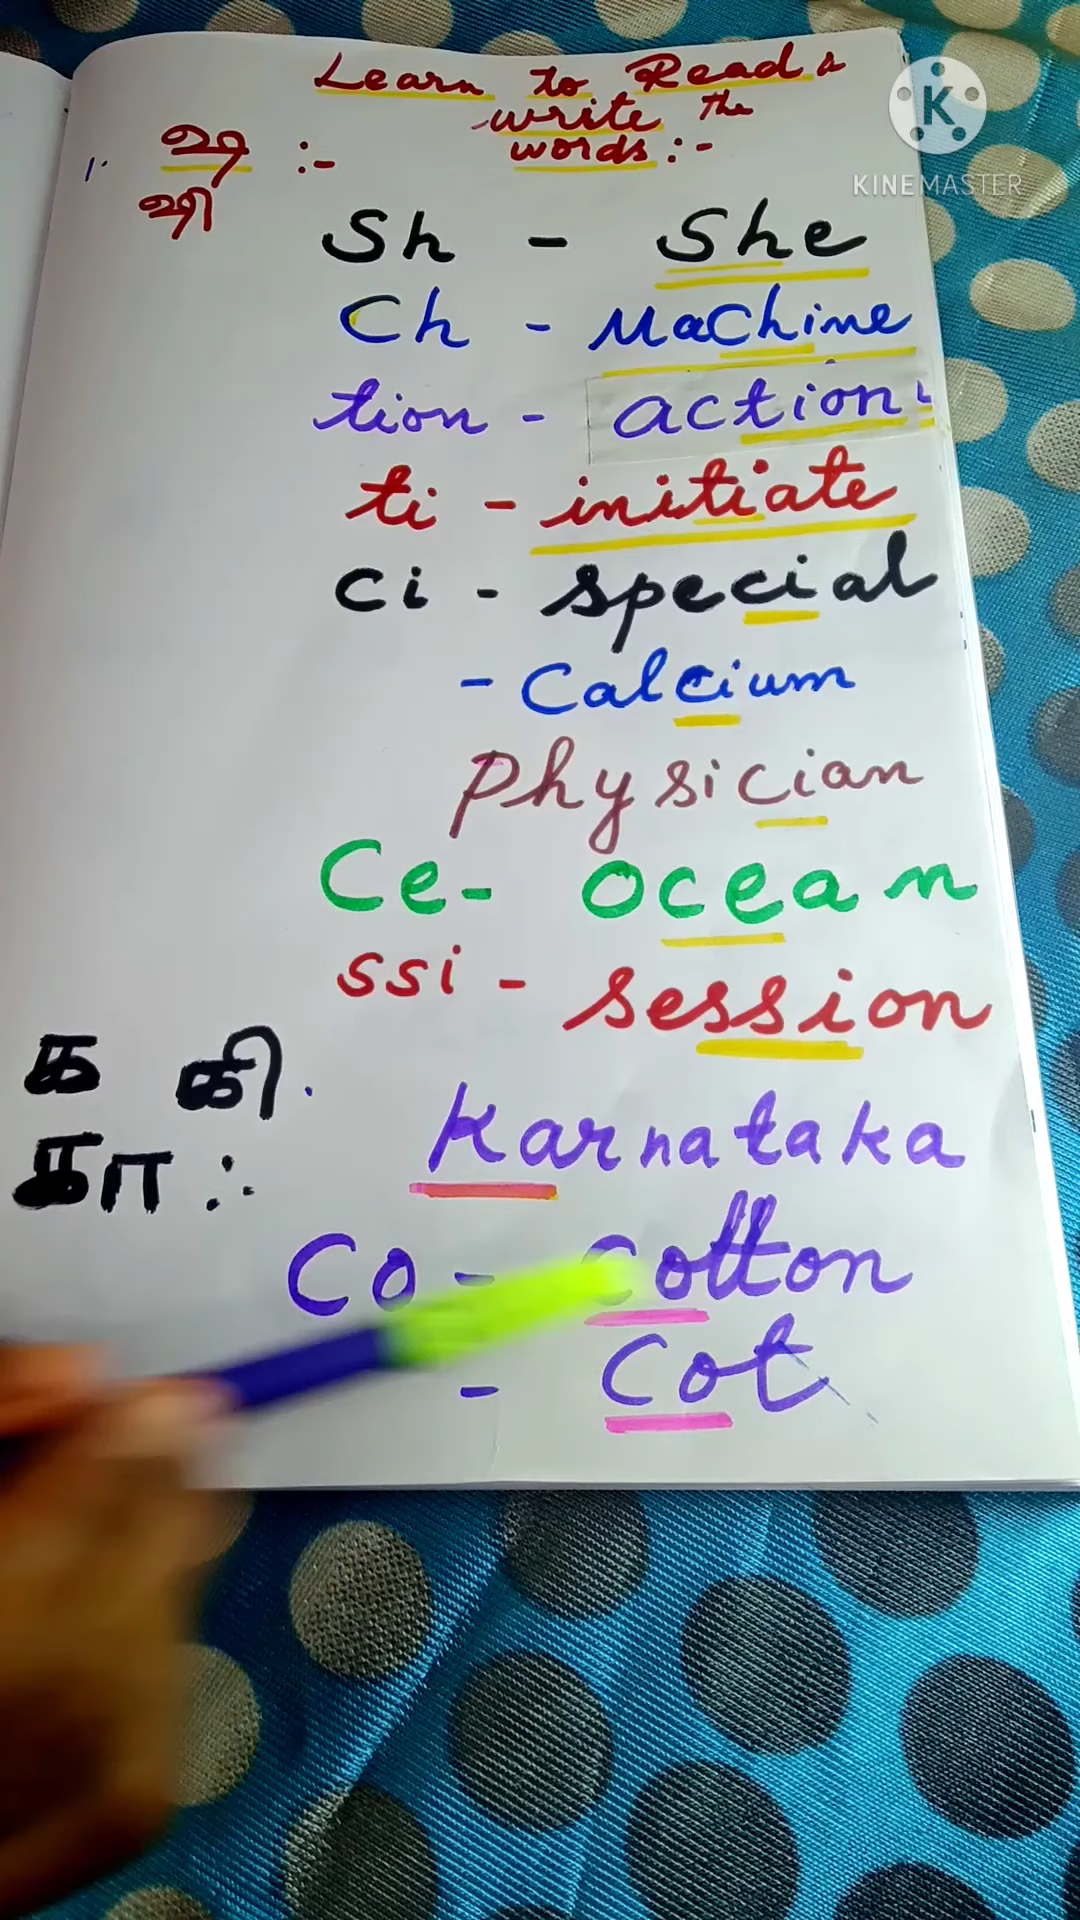 Learn to Read &
write the
words:-
1. ஷ :-
ஷி
Sh - She
Ch - Machine
tion - action
ti - initiate
Ci - special
- Calcium
Physician
Ce- Ocean
ssi - session
க கி
Karnataka
கா
Co - Cotton
- Cot
KINEMASTER